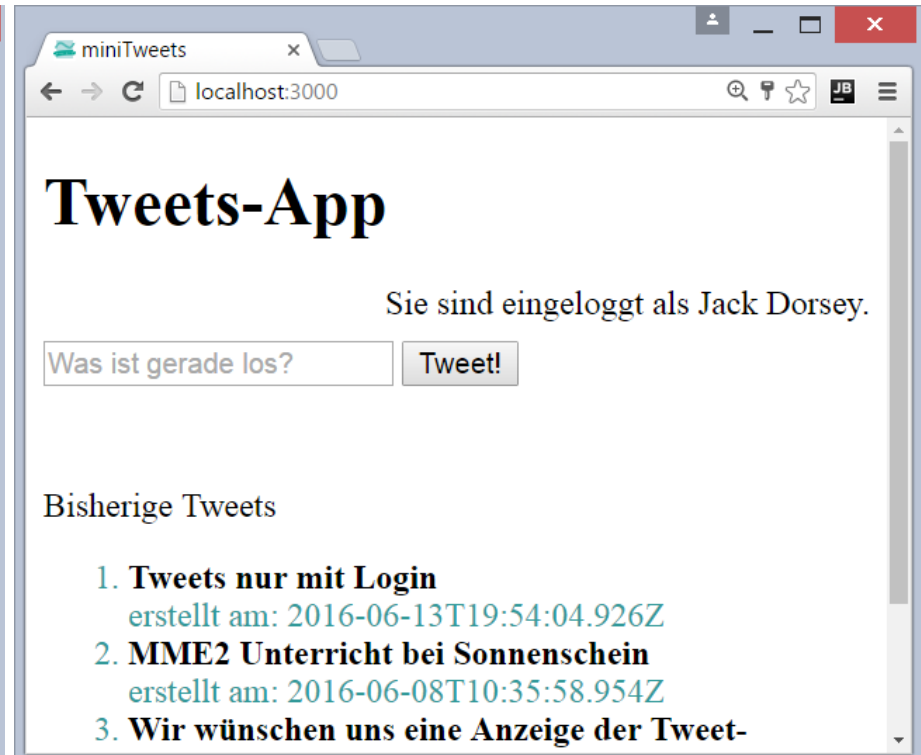 miniTweets
localhost:3000
JB
Tweets-App
Sie sind eingeloggt als Jack Dorsey.
Was ist gerade los? Tweet!
Bisherige Tweets
1. Tweets nur mit Login
erstellt am: 2016-06-13T19:54:04.926Z
2. MME2 Unterricht bei Sonnenschein
erstellt am: 2016-06-08T10:35:58.954Z
3. Wir wünschen uns eine Anzeige der Tweet-